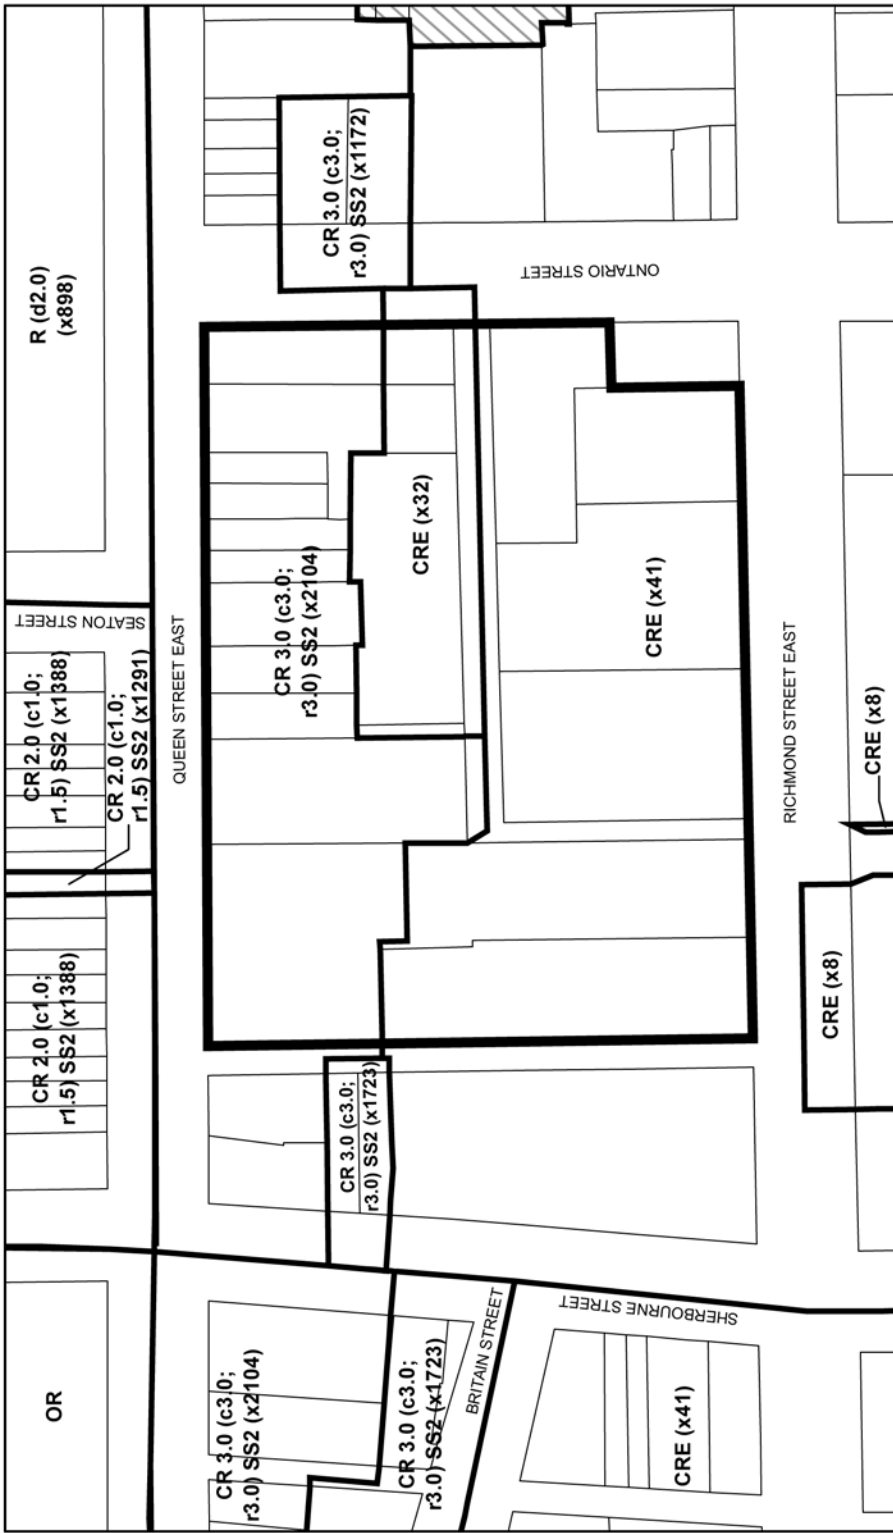 OR
CR 2.0 (c1.0;
r1.5) SS2 (x1388)
CR 2.0 (c1.0;
r1.5) SS2 (x1291)
CR 2.0 (c1.0;
r1.5) SS2 (x1388)
SEATON STREET
R (d2.0)
(x898)
QUEEN STREET EAST
CR 3.0 (c3.0;
r3.0) SS2 (x2104)
CR 3.0 (c3.0;
r3.0) SS2 (x1723)
CR 3.0 (c3.0;
r3.0) SS2 (x1723)
CR 3.0 (c3.0;
r3.0) SS2 (x2104)
CRE (x32)
CR 3.0 (c3.0;
r3.0) SS2 (x1172)
BRITAIN STREET
SHERBOURNE STREET
ONTARIO STREET
CRE (x41)
CRE (x41)
RICHMOND STREET EAST
CRE (x8)
CRE (x8)